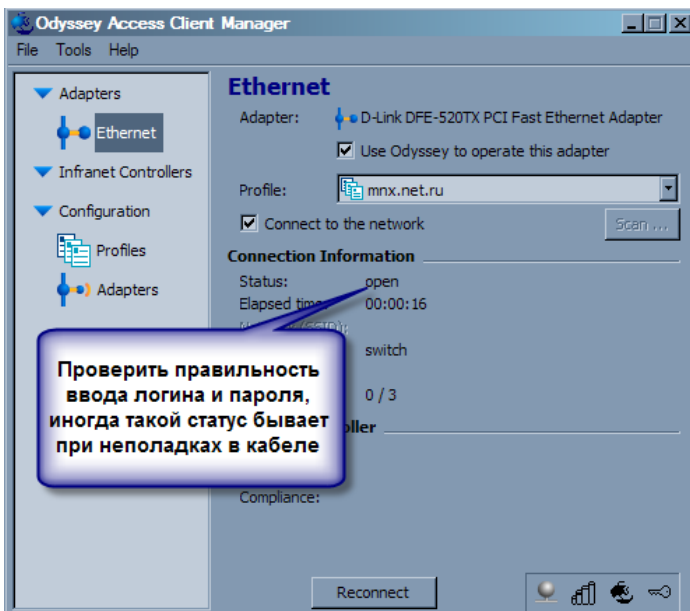 Odyssey Access Client Manager
File Tools Help
Adapters
Ethernet
Infranet Controllers
Configuration
Profiles
Adapters
Ethernet
Adapter: D-Link DFE-520TX PCI Fast Ethernet Adapter
Use Odyssey to operate this adapter
Profile: mnx.net.ru
Connect to the network
Scan ...
Connection Information
Status: open
Elapsed time: 00:00:16
switch
0 / 3
Compliance:
Проверить правильность
ввода логина и пароля,
иногда такой статус бывает
при неполадках в кабеле
Reconnect